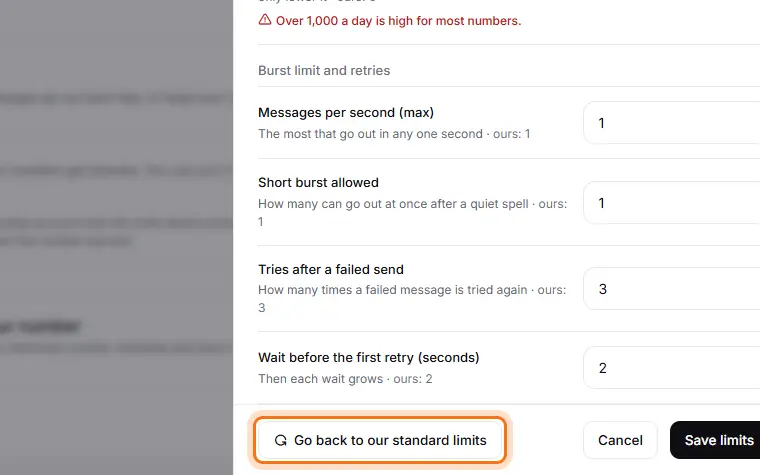 Over 1,000 a day is high for most numbers.
Burst limit and retries
Messages per second (max)
The most that go out in any one second · ours: 1
1
Short burst allowed
How many can go out at once after a quiet spell · ours:
1
1
Tries after a failed send
How many times a failed message is tried again · ours:
3
3
Wait before the first retry (seconds)
Then each wait grows · ours: 2
2
Go back to our standard limits
Cancel
Save limits